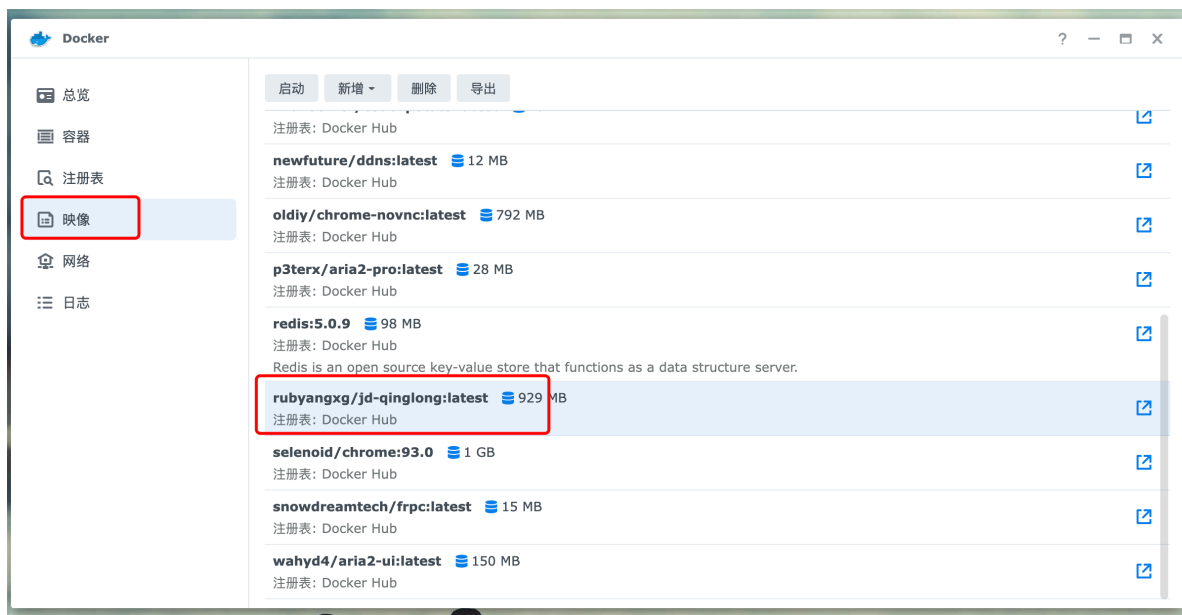 Docker
?
总览
容器
注册表
映像
网络
日志
启动 新增 删除 导出
注册表: Docker Hub
newfuture/ddns:latest 12 MB
注册表: Docker Hub
oldiy/chrome-novnc:latest 792 MB
注册表: Docker Hub
p3terx/aria2-pro:latest 28 MB
注册表: Docker Hub
redis:5.0.9 98 MB
注册表: Docker Hub
Redis is an open source key-value store that functions as a data structure server.
rubyangxg/jd-qinglong:latest 929 MB
注册表: Docker Hub
selenoid/chrome:93.0 1 GB
注册表: Docker Hub
snowdreamtech/frpc:latest 15 MB
注册表: Docker Hub
wahyd4/aria2-ui:latest 150 MB
注册表: Docker Hub